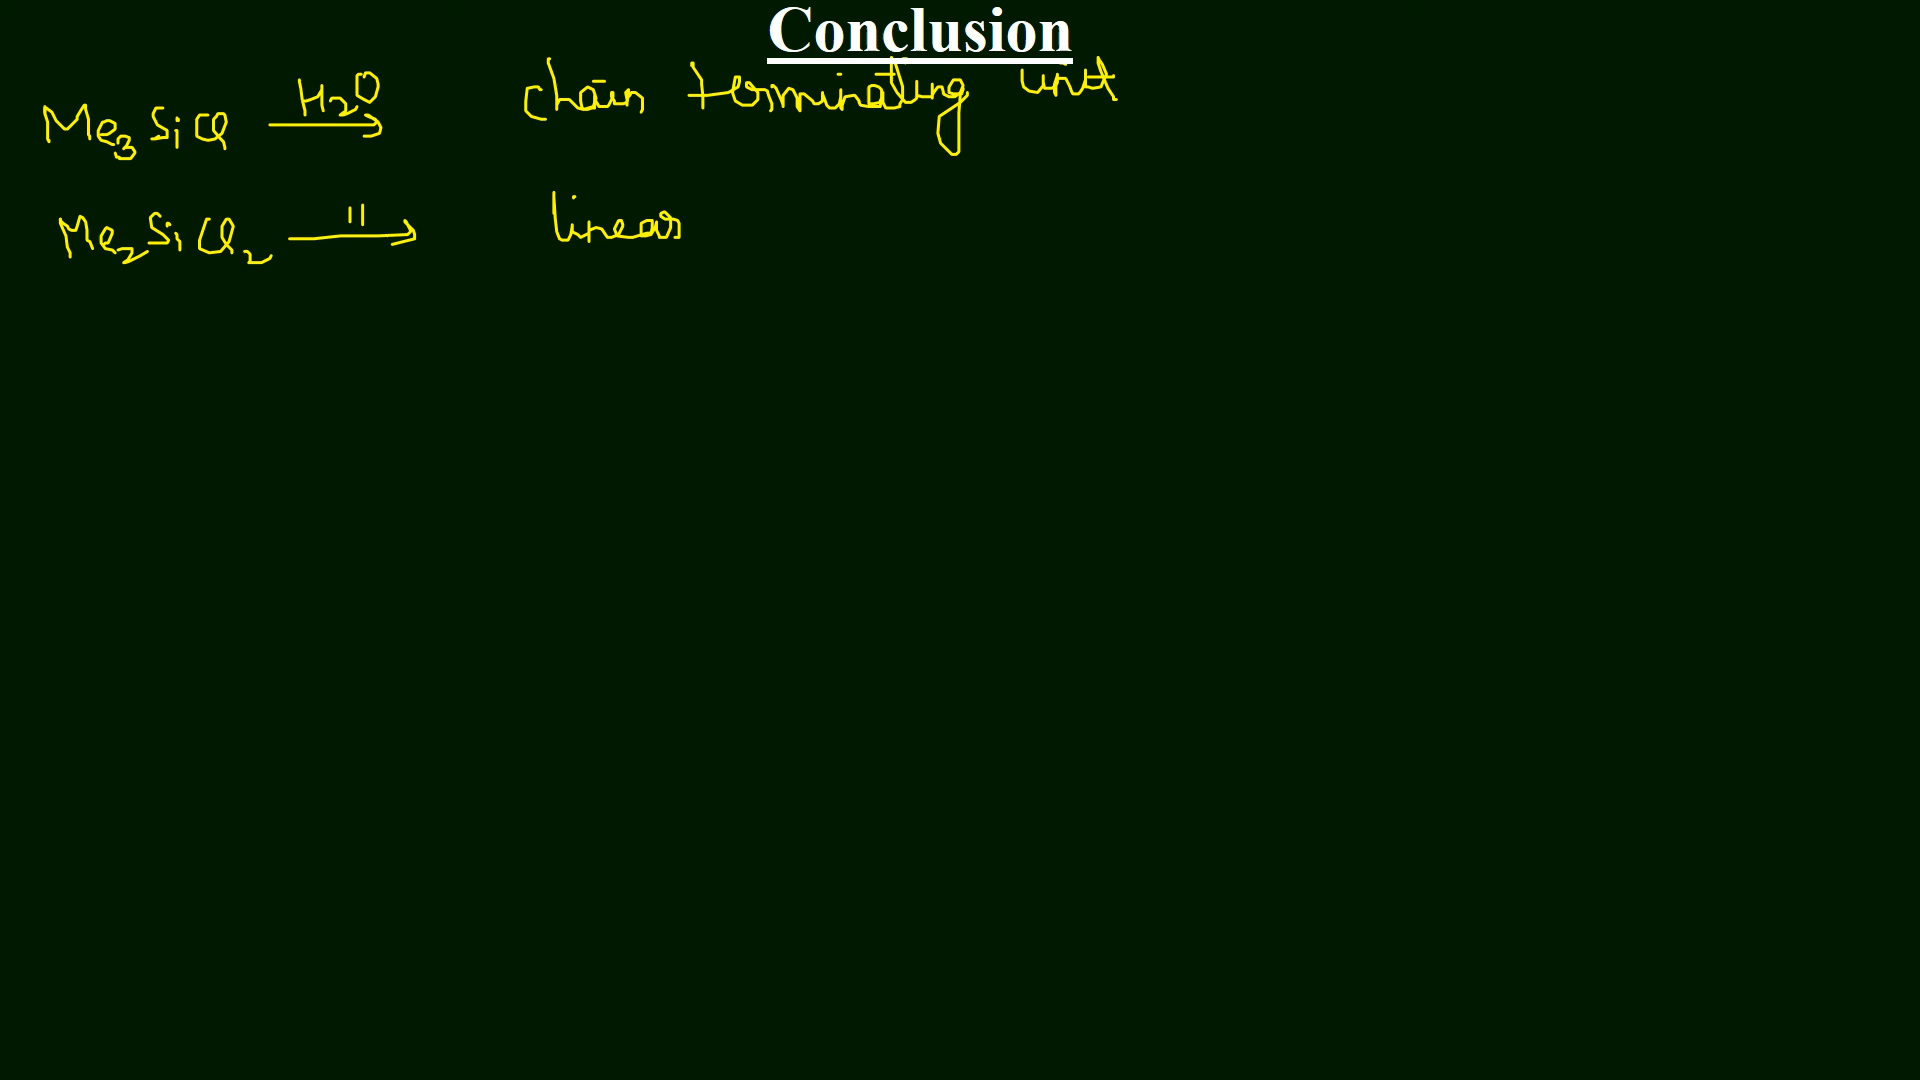 Conclusion
Me₃SiCl —H₂O→ chain terminating unit
Me₂SiCl₂ —"→ linear